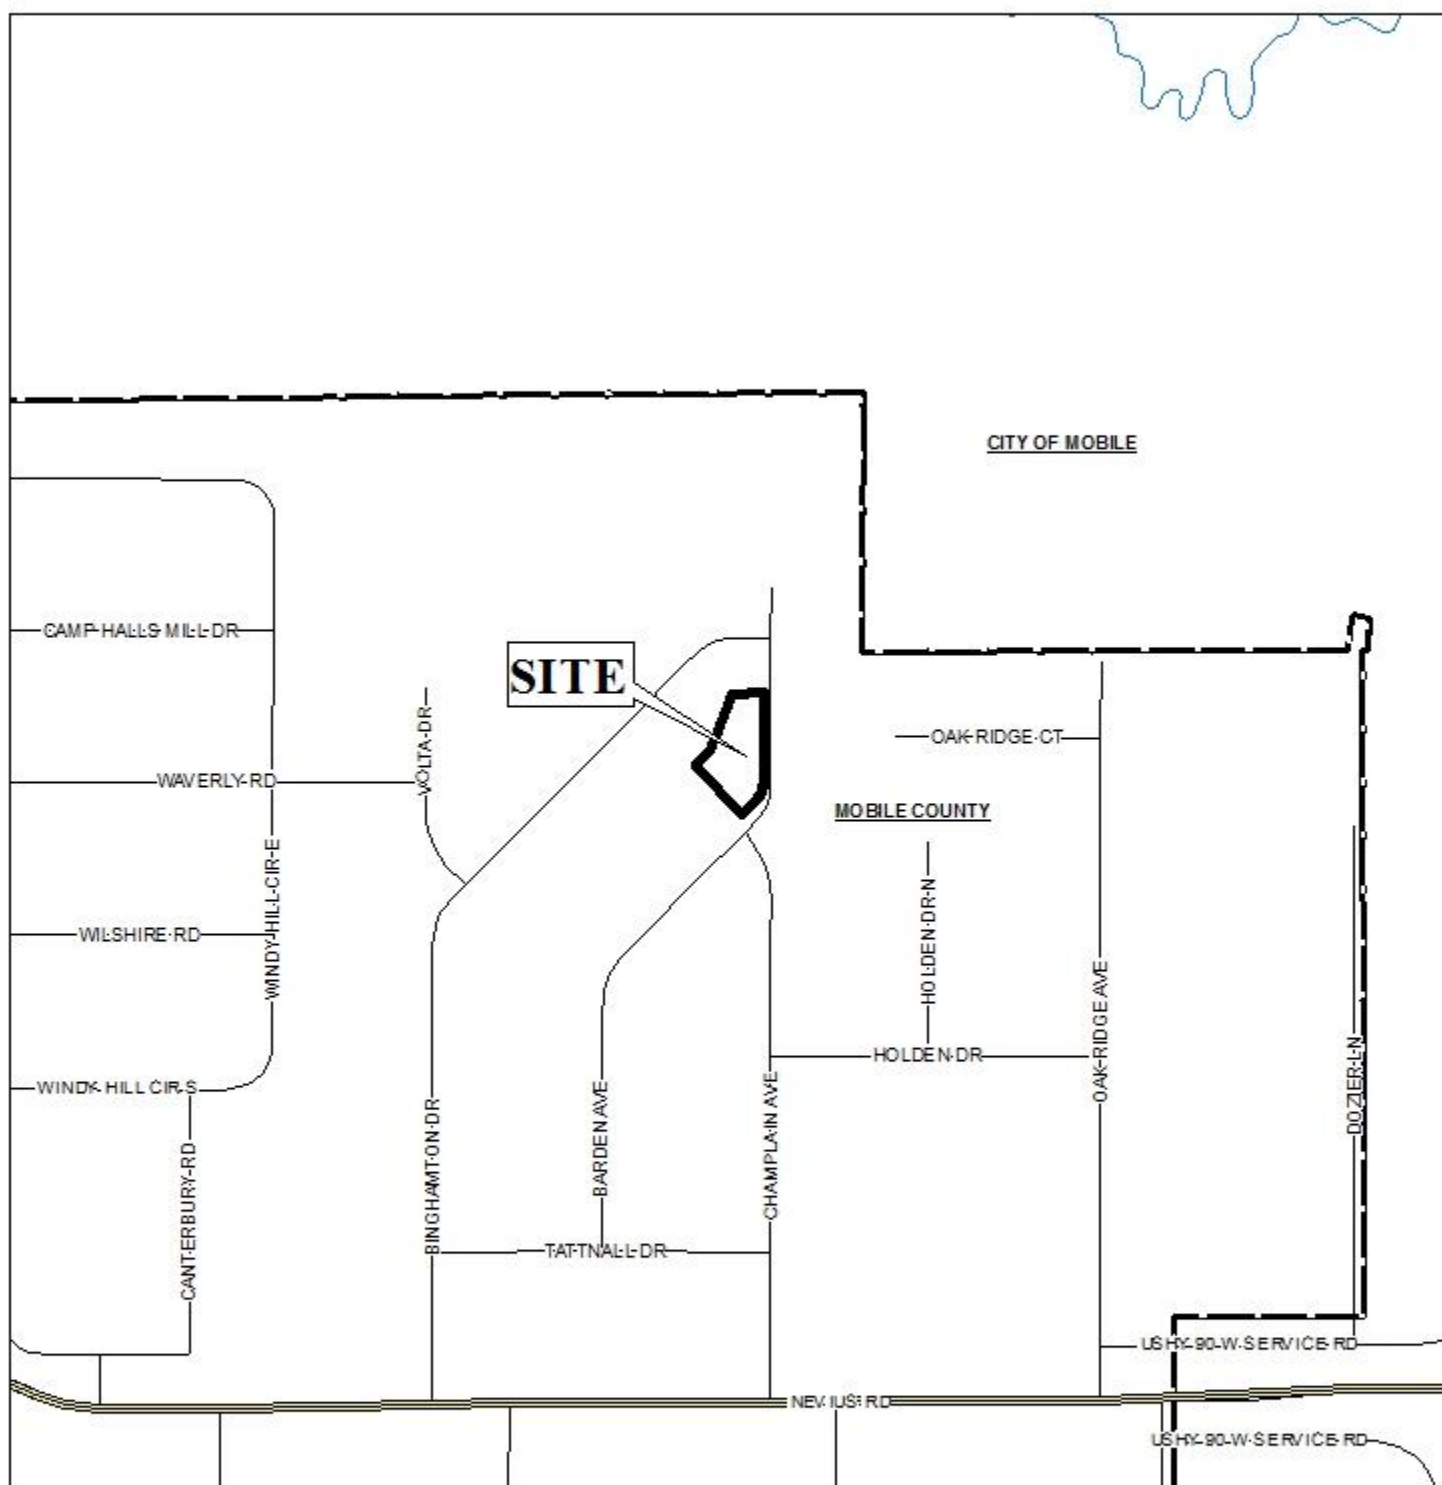 CITY OF MOBILE
CAMP HALLS MILL DR
SITE
VOLTA DR
OAK RIDGE CT
WAVERLY RD
MOBILE COUNTY
WINDY HILL CIR E
HOLDEN DR N
WILSHIRE RD
OAK RIDGE AVE
HOLDEN DR
DOZIER LN
WINDY HILL CIR S
BINGHAMTON DR
BARDEN AVE
CHAMPLAIN AVE
CANTERBURY RD
TATTNALL DR
US HY 90 W SERVICE RD
NEVIUS RD
US HY 90 W SERVICE RD